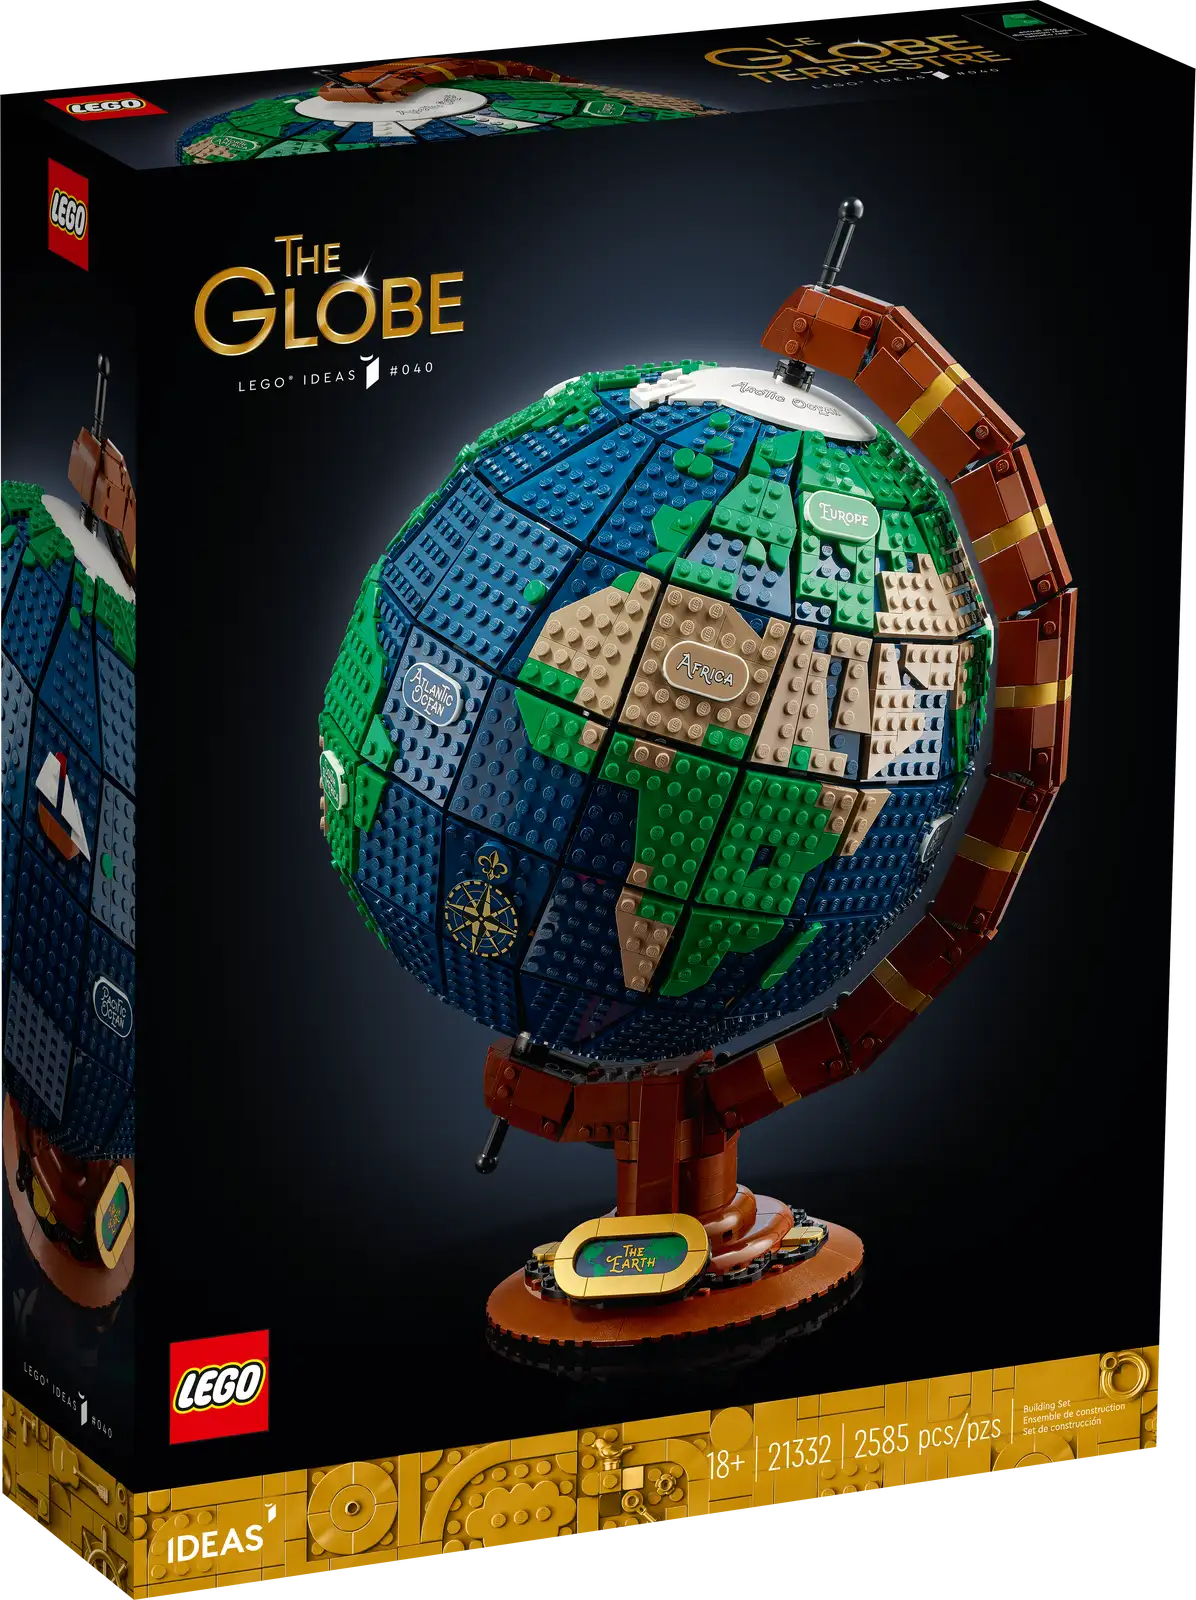 LEGO
LE
GLOBE
TERRESTRE
LEGO® IDEAS #040
LEGO
THE
GLOBE
LEGO® IDEAS #040
ARCTIC OCEAN
EUROPE
AFRICA
ATLANTIC
OCEAN
PACIFIC
OCEAN
THE
EARTH
LEGO
LEGO® IDEAS #040
18+ | 21332 | 2585 pcs/pzs
Building Set
Ensemble de construction
Set de construcción
IDEAS